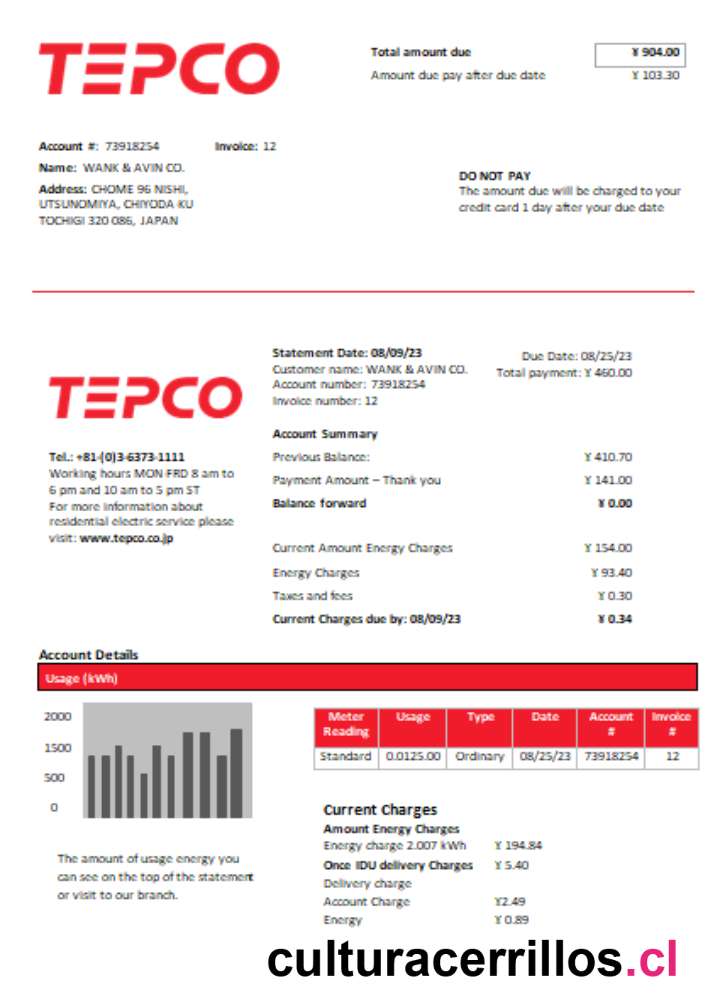 TEPCO
Total amount due ¥ 904.00
Amount due pay after due date ¥ 103.30
Account #: 73918254 Invoice: 12
Name: WANK & AVIN CO.
Address: CHOME 96 NISHI,
UTSUNOMIYA, CHIYODA KU
TOCHIGI 320 086, JAPAN
DO NOT PAY
The amount due will be charged to your
credit card 1 day after your due date
TEPCO
Tel.: +81-(0)3-6373-1111
Working hours MON-FRD 8 am to
6 pm and 10 am to 5 pm ST
For more information about
residential electric service please
visit: www.tepco.co.jp
Statement Date: 08/09/23
Customer name: WANK & AVIN CO.
Account number: 73918254
Invoice number: 12
Due Date: 08/25/23
Total payment: ¥ 460.00
Account Summary
Previous Balance: ¥ 410.70
Payment Amount – Thank you ¥ 141.00
Balance forward ¥ 0.00
Current Amount Energy Charges ¥ 154.00
Energy Charges ¥ 93.40
Taxes and fees ¥ 0.30
Current Charges due by: 08/09/23 ¥ 0.34
Account Details
Usage (kWh)
2000
1500
500
0
The amount of usage energy you
can see on the top of the statement
or visit to our branch.
Meter Reading Usage Type Date Account # Invoice #
Standard 0.0125.00 Ordinary 08/25/23 73918254 12
Current Charges
Amount Energy Charges
Energy charge 2.007 kWh ¥ 194.84
Once IDU delivery Charges ¥ 5.40
Delivery charge
Account Charge ¥2.49
Energy ¥ 0.89
culturacerrillos.cl